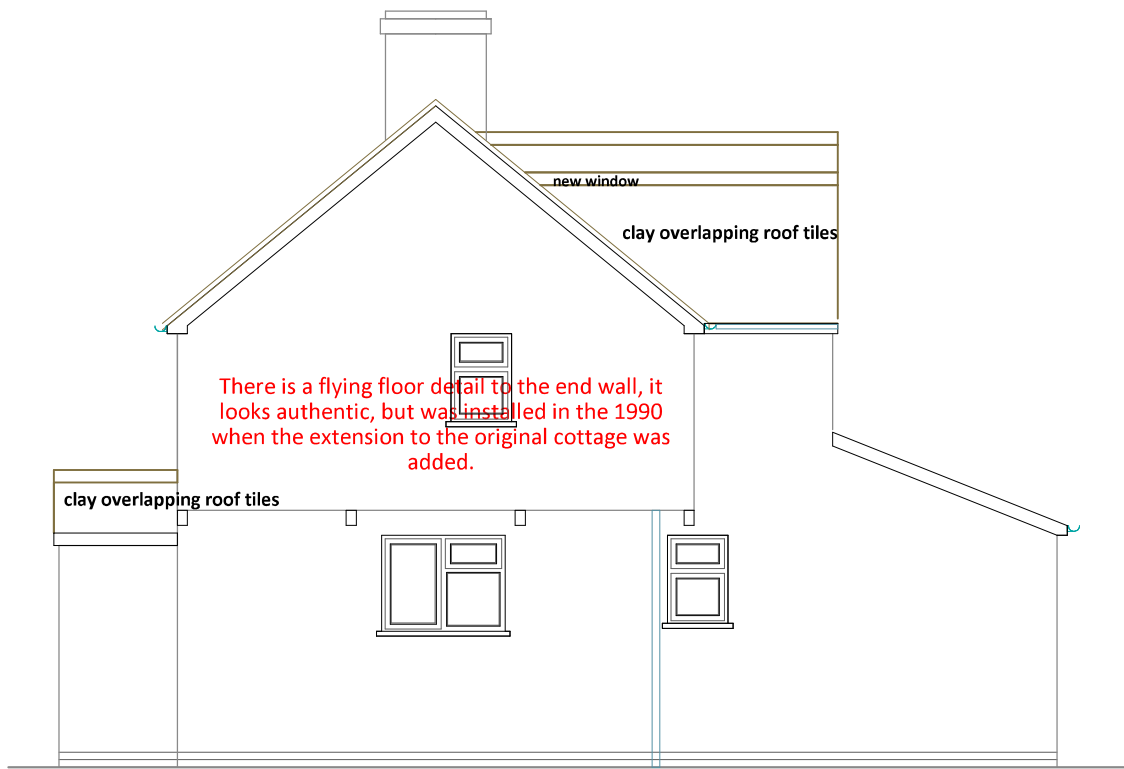 new window
clay overlapping roof tiles
There is a flying floor detail to the end wall, it
looks authentic, but was installed in the 1990
when the extension to the original cottage was
added.
clay overlapping roof tiles